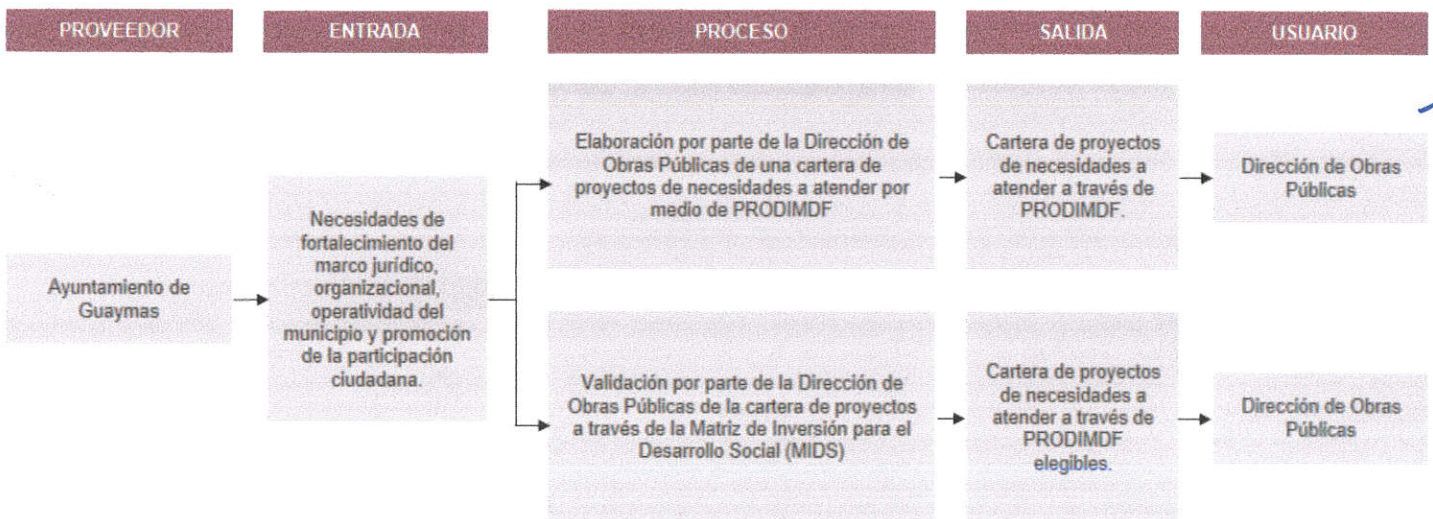 PROVEEDOR
ENTRADA
PROCESO
SALIDA
USUARIO
Ayuntamiento de
Guaymas
Necesidades de
fortalecimiento del
marco jurídico,
organizacional,
operatividad del
municipio y promoción
de la participación
ciudadana.
Elaboración por parte de la Dirección de
Obras Públicas de una cartera de
proyectos de necesidades a atender por
medio de PRODIMDF
Cartera de proyectos
de necesidades a
atender a través de
PRODIMDF.
Dirección de Obras
Públicas
Validación por parte de la Dirección de
Obras Públicas de la cartera de proyectos
a través de la Matriz de Inversión para el
Desarrollo Social (MIDS)
Cartera de proyectos
de necesidades a
atender a través de
PRODIMDF
elegibles.
Dirección de Obras
Públicas